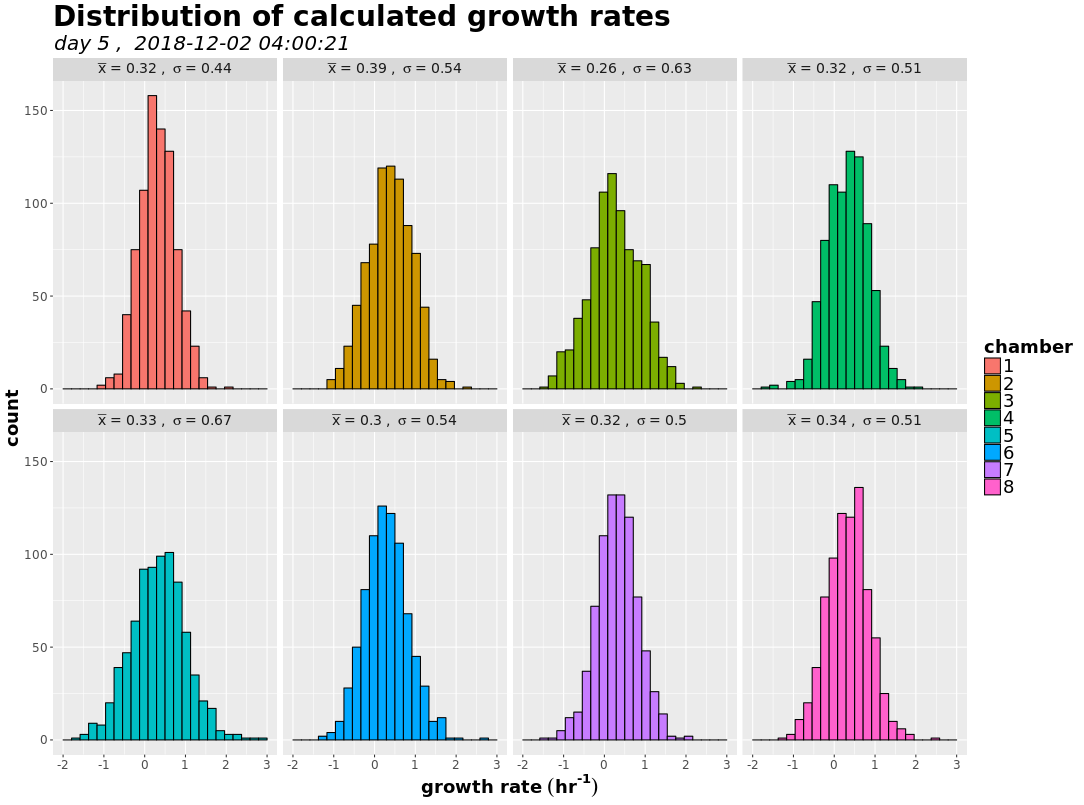 Distribution of calculated growth rates
day 5 ,  2018-12-02 04:00:21
x̅ = 0.32 ,  σ = 0.44
x̅ = 0.39 ,  σ = 0.54
x̅ = 0.26 ,  σ = 0.63
x̅ = 0.32 ,  σ = 0.51
150
100
50
0
x̅ = 0.33 ,  σ = 0.67
x̅ = 0.3 ,  σ = 0.54
x̅ = 0.32 ,  σ = 0.5
x̅ = 0.34 ,  σ = 0.51
150
100
50
0
-2 -1 0 1 2 3
-2 -1 0 1 2 3
-2 -1 0 1 2 3
-2 -1 0 1 2 3
count
growth rate (hr⁻¹)
chamber
1
2
3
4
5
6
7
8